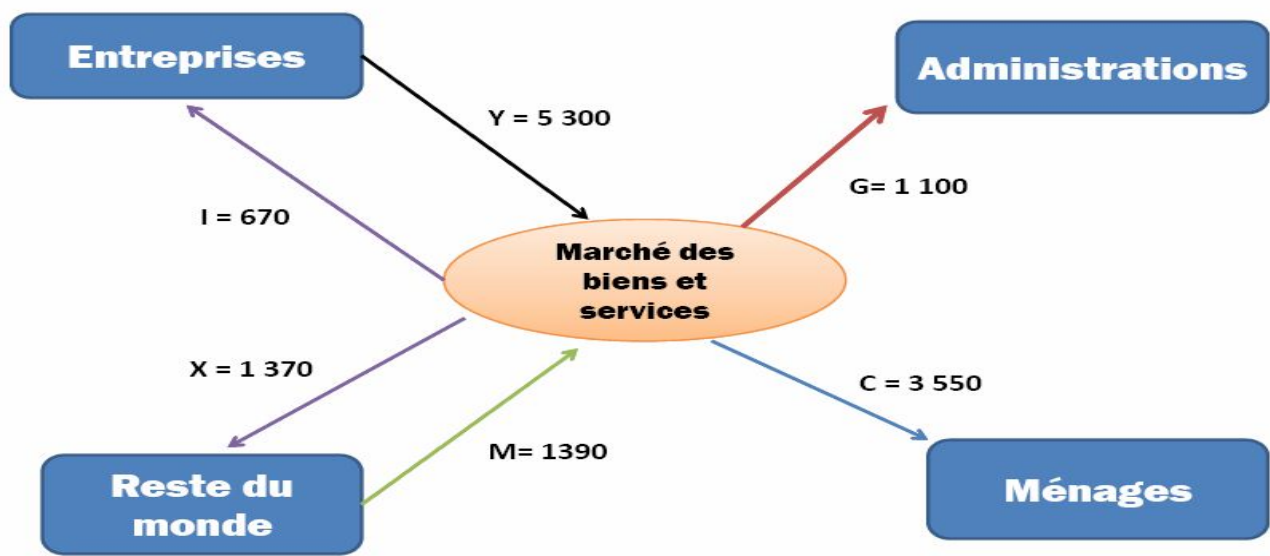 Entreprises
Administrations
Y = 5 300
G= 1 100
I = 670
Marché des
biens et
services
X = 1 370
C = 3 550
M= 1390
Reste du
monde
Ménages